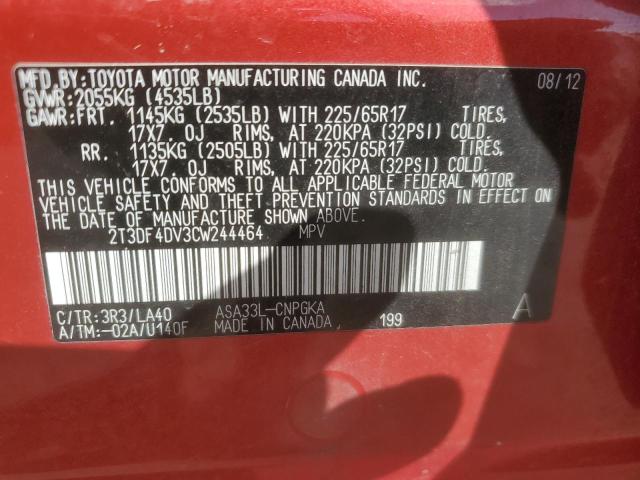 MFD.BY:TOYOTA MOTOR MANUFACTURING CANADA INC. 08/12
GVWR:2055KG (4535LB)
GAWR:FRT. 1145KG (2535LB) WITH 225/65R17 TIRES,
17X7.0J RIMS, AT 220KPA (32PSI) COLD.
RR. 1135KG (2505LB) WITH 225/65R17 TIRES,
17X7.0J RIMS, AT 220KPA (32PSI) COLD.
THIS VEHICLE CONFORMS TO ALL APPLICABLE FEDERAL MOTOR
VEHICLE SAFETY AND THEFT PREVENTION STANDARDS IN EFFECT ON
THE DATE OF MANUFACTURE SHOWN ABOVE.
2T3DF4DV3CW244464 MPV
C/TR:3R3/LA40 ASA33L-CNPGKA
A/TM:-02A/U140F MADE IN CANADA, 199 A